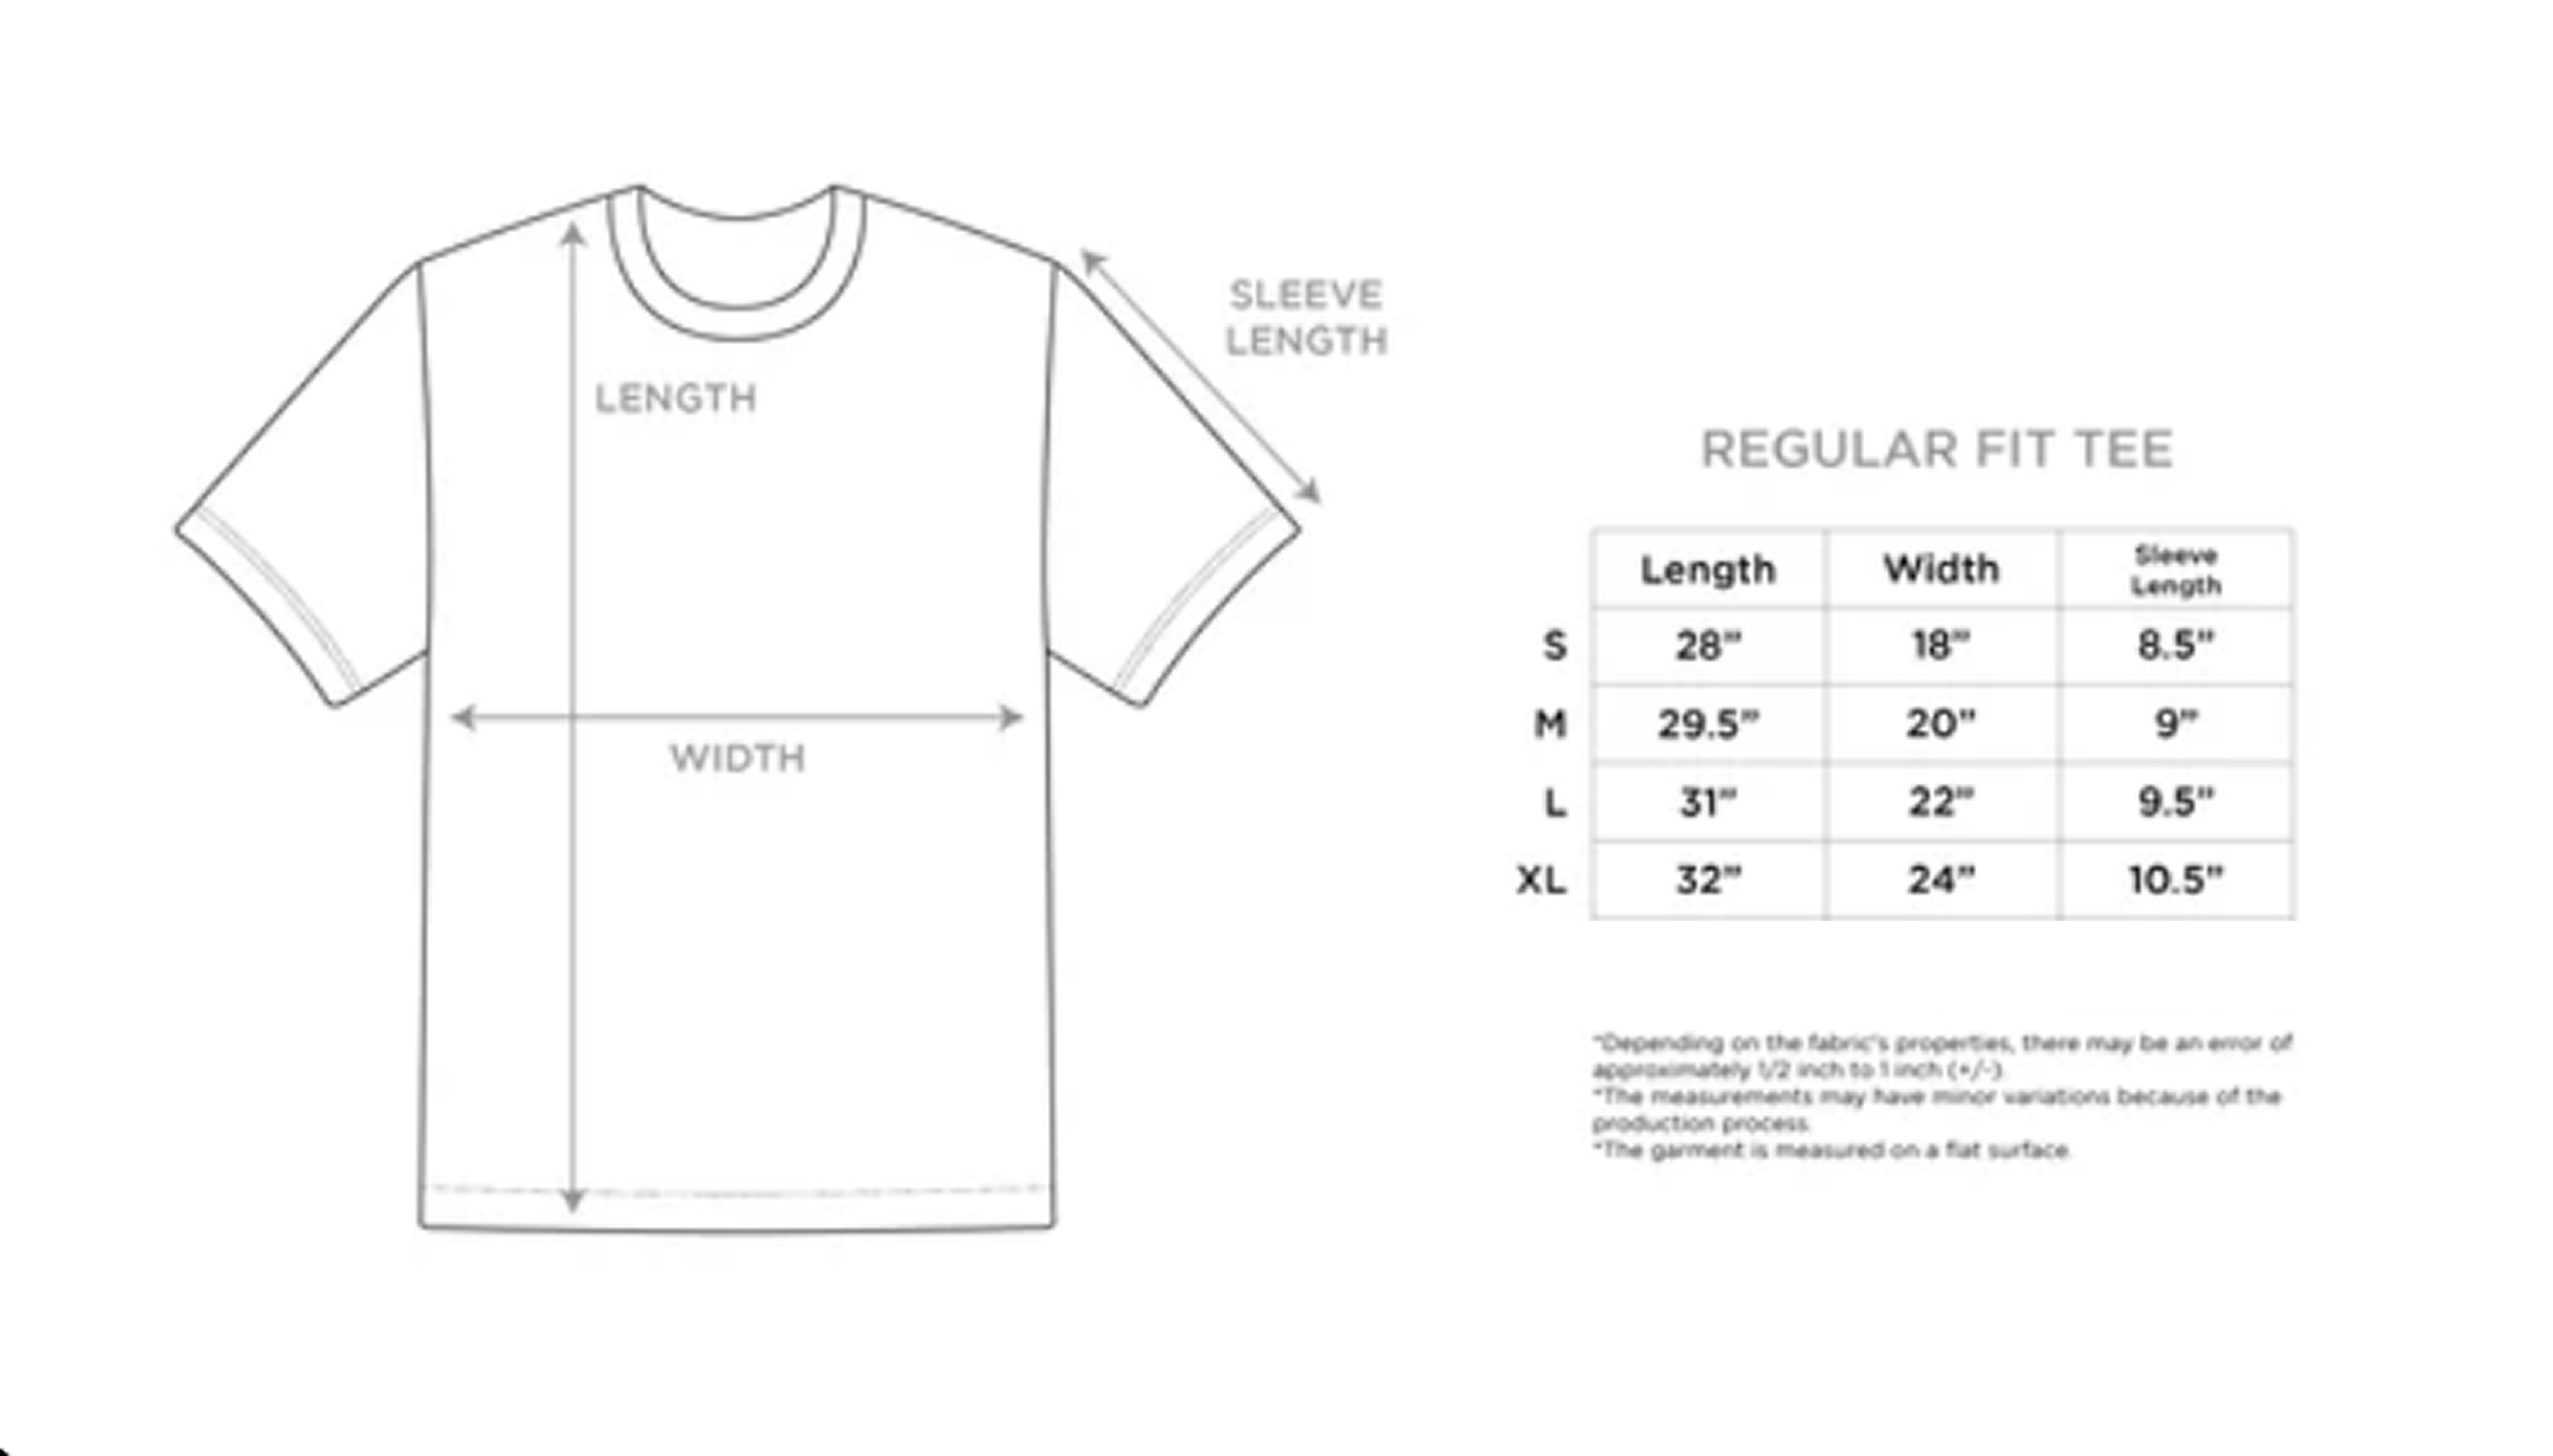 SLEEVE
LENGTH
LENGTH
WIDTH
REGULAR FIT TEE
Length Width Sleeve Length
S 28” 18” 8.5”
M 29.5” 20” 9”
L 31” 22” 9.5”
XL 32” 24” 10.5”
*Depending on the fabric's properties, there may be an error of
approximately 1/2 inch to 1 inch (+/-).
*The measurements may have minor variations because of the
production process.
*The garment is measured on a flat surface.